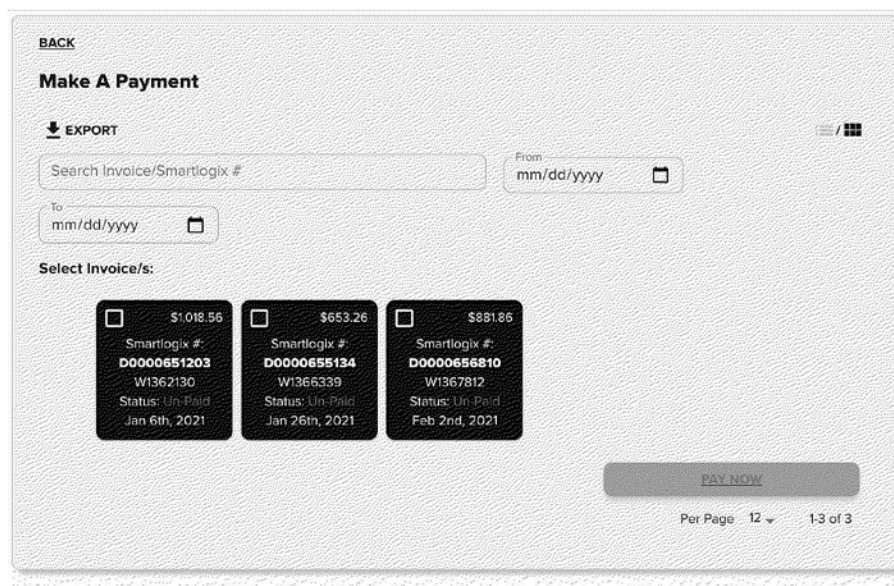 BACK
Make A Payment
EXPORT
/
Search Invoice/Smartlogix #
From
mm/dd/yyyy
To
mm/dd/yyyy
Select Invoice/s:
$1,018.56
Smartlogix #:
D0000651203
W1362130
Status: Un-Paid
Jan 6th, 2021
$653.26
Smartlogix #:
D0000655134
W1366339
Status: Un-Paid
Jan 26th, 2021
$881.86
Smartlogix #:
D0000656810
W1367812
Status: Un-Paid
Feb 2nd, 2021
PAY NOW
Per Page 12 1-3 of 3